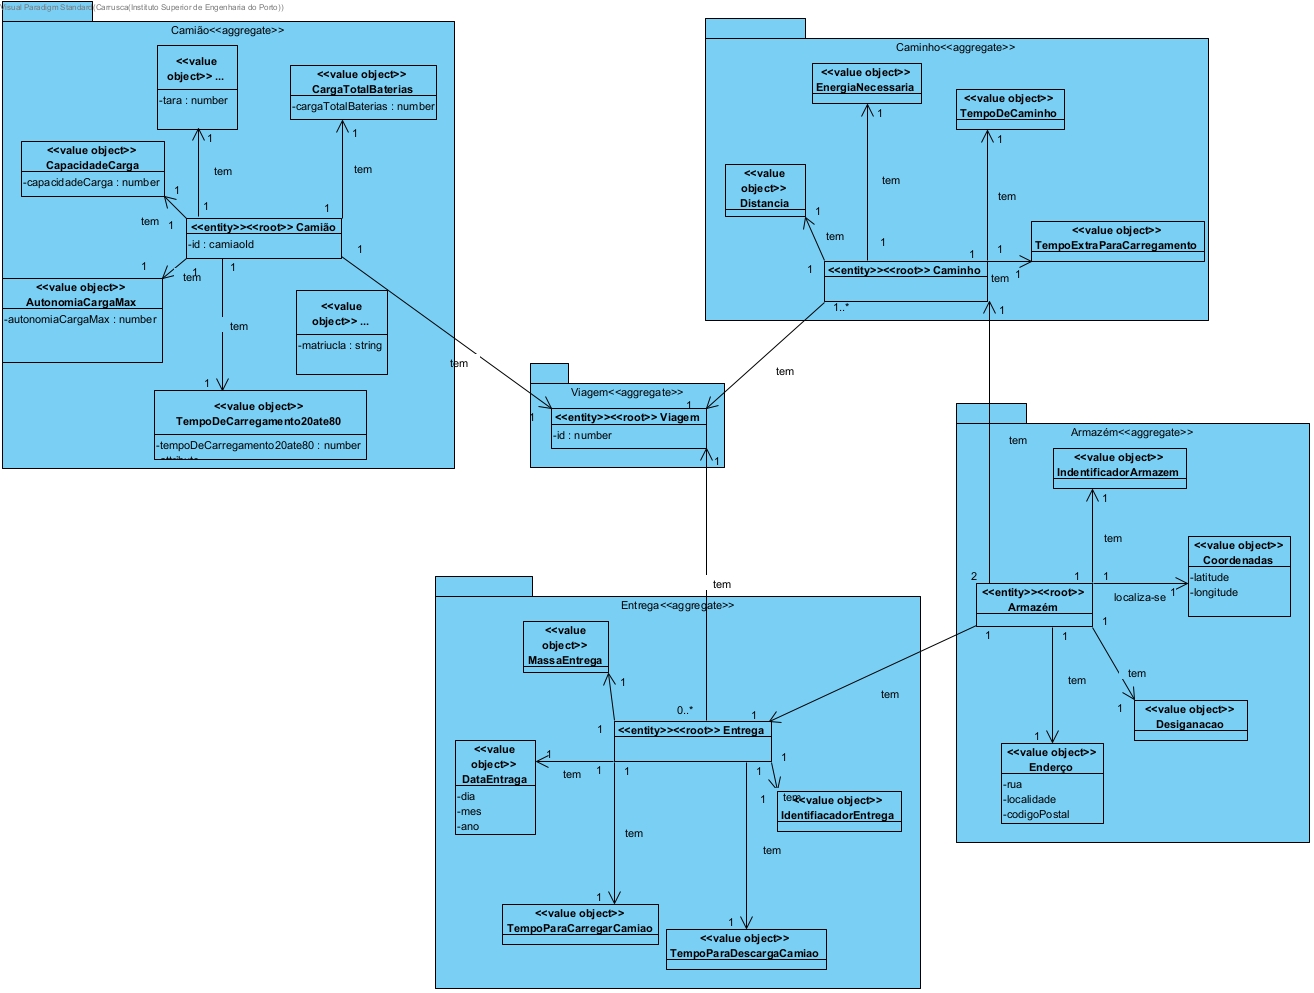 Visual Paradigm Standard(Carrusca(Instituto Superior de Engenharia do Porto))
Camião<<aggregate>>
<<value
object>> ...
-tara : number
<<value object>>
CargaTotalBaterias
-cargaTotalBaterias : number
<<value object>>
CapacidadeCarga
-capacidadeCarga : number
1
1
tem
tem
1
1
1
tem
1
<<entity>><<root>> Camião
-id : camiaoId
1
1
1
tem
1
<<value object>>
AutonomiaCargaMax
-autonomiaCargaMax : number
tem
<<value
object>> ...
-matriucla : string
1
<<value object>>
TempoDeCarregamento20ate80
-tempoDeCarregamento20ate80 : number
tem
Caminho<<aggregate>>
<<value object>>
EnergiaNecessaria
<<value object>>
TempoDeCaminho
1
1
<<value
object>>
Distancia
tem
tem
1
tem
1
1
1
1
<<value object>>
TempoExtraParaCarregamento
1
tem
<<entity>><<root>> Caminho
1..*
1
tem
Viagem<<aggregate>>
1
1
<<entity>><<root>> Viagem
-id : number
1
tem
Armazém<<aggregate>>
tem
<<value object>>
IndentificadorArmazem
1
tem
<<value object>>
Coordenadas
-latitude
-longitude
2
1
1
localiza-se
1
<<entity>><<root>>
Armazém
1
1
1
tem
tem
1
<<value object>>
Desiganacao
1
<<value object>>
Enderço
-rua
-localidade
-codigoPostal
tem
Entrega<<aggregate>>
<<value
object>>
MassaEntrega
1
0..*
1
1
<<entity>><<root>> Entrega
<<value
object>>
DataEntraga
-dia
-mes
-ano
1
tem
1
1
1
1
1
tem
<<value object>>
IdentifiacadorEntrega
tem
tem
1
<<value object>>
TempoParaCarregarCamiao
1
<<value object>>
TempoParaDescargaCamiao